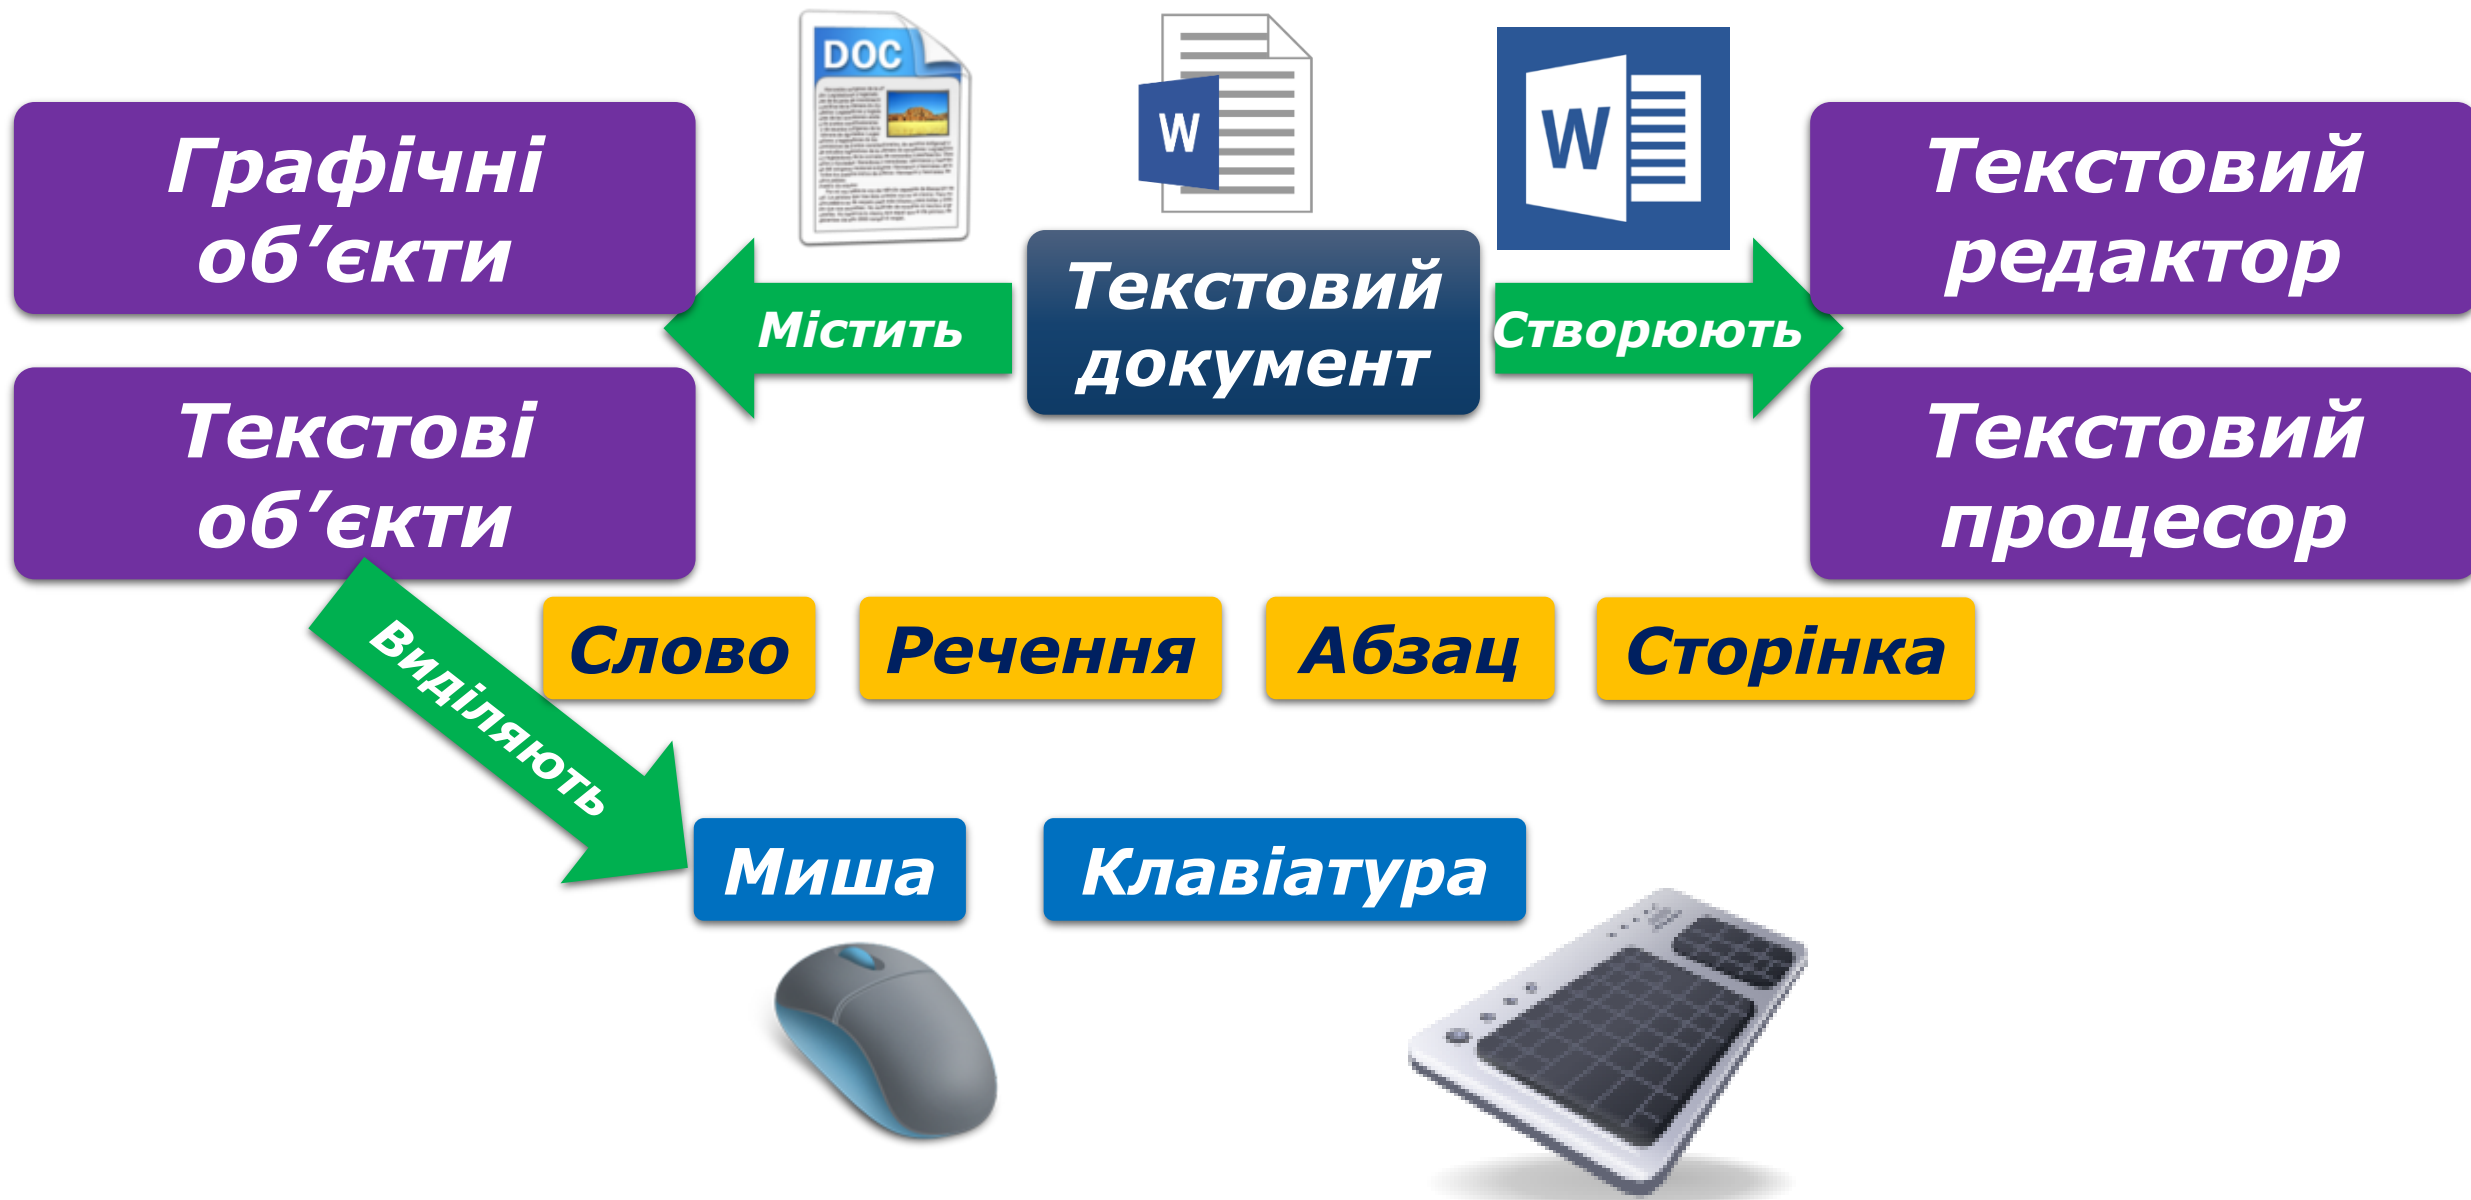 DOC
W
W
Графічні
об’єкти
Текстовий
редактор
Текстовий
документ
Містить
Створюють
Текстові
об’єкти
Текстовий
процесор
Виділяють
Слово
Речення
Абзац
Сторінка
Миша
Клавіатура